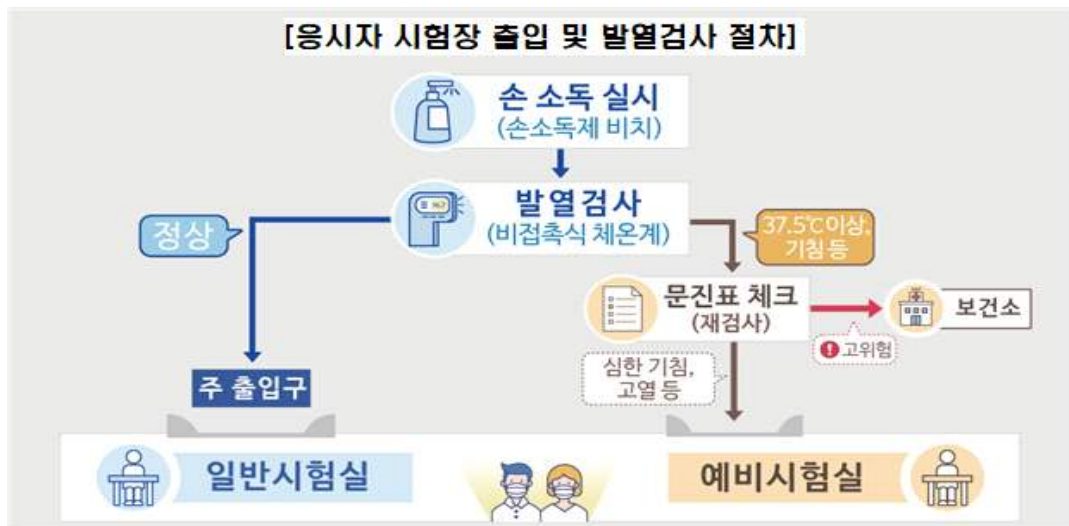 [응시자 시험장 출입 및 발열검사 절차]
손 소독 실시
(손소독제 비치)
발열검사
(비접촉식 체온계)
정상
37.5℃이상,
기침 등
문진표 체크
(재검사)
보건소
고위험
심한 기침,
고열 등
주 출입구
일반시험실
예비시험실